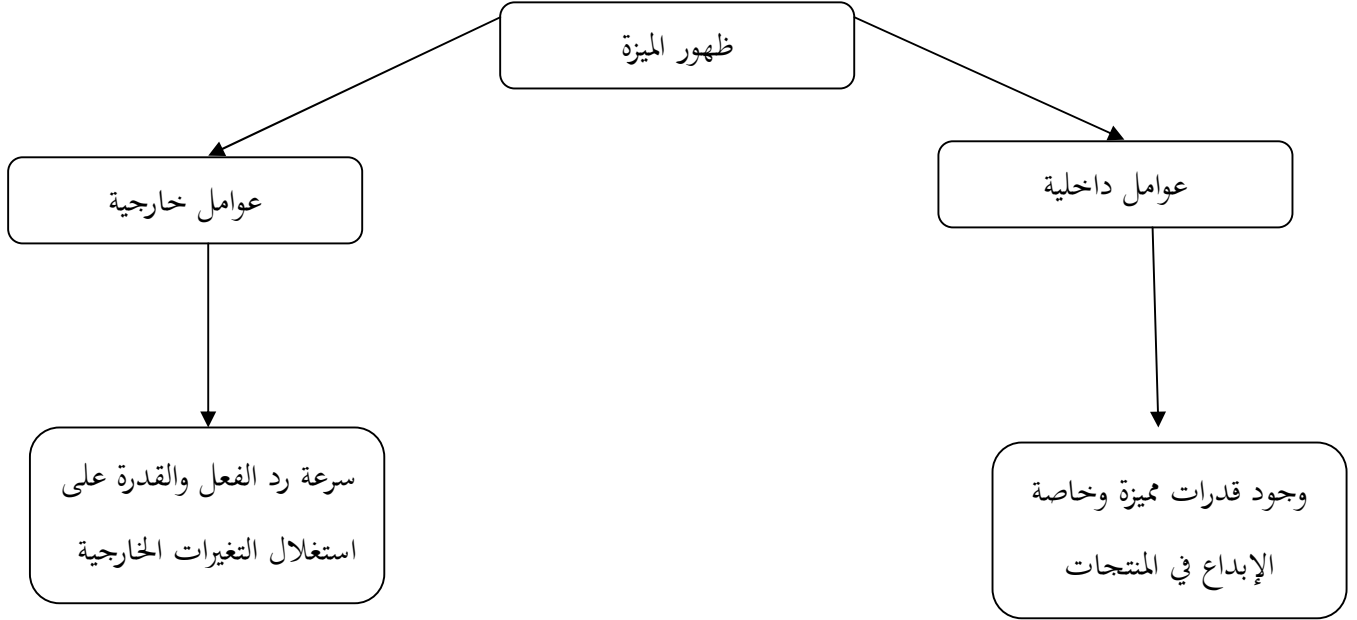 ظهور الميزة
عوامل داخلية
عوامل خارجية
وجود قدرات مميزة وخاصة
الإبداع في المنتجات
سرعة رد الفعل والقدرة على
استغلال التغيرات الخارجية